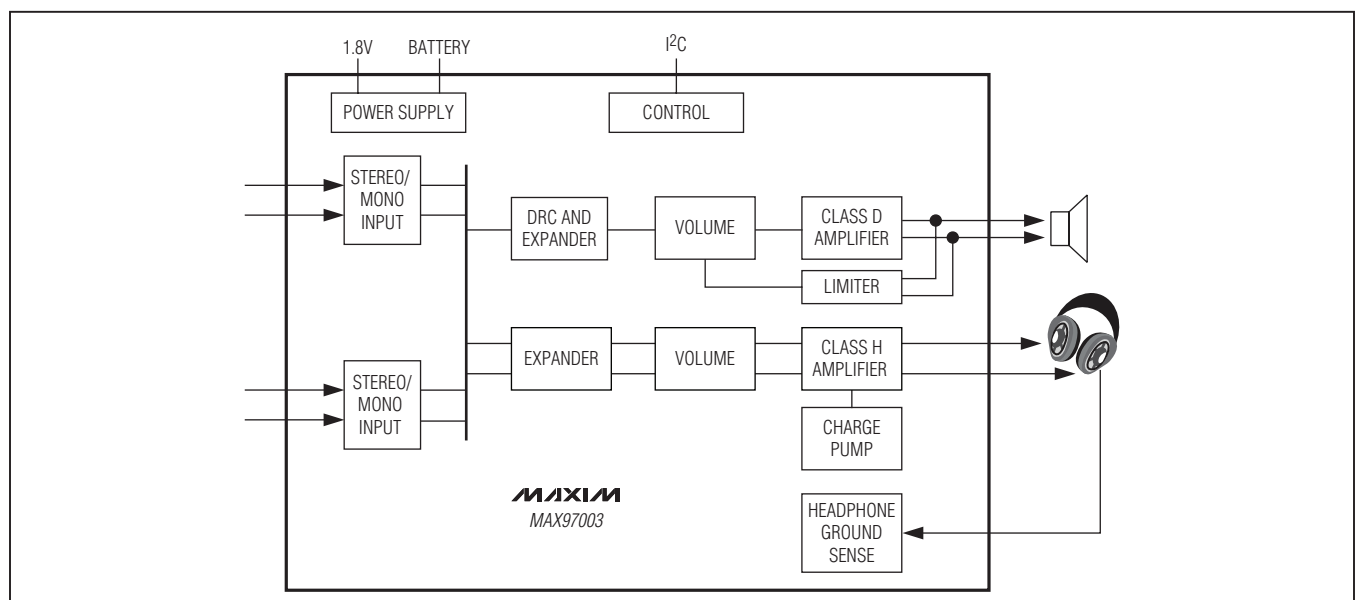 1.8V
BATTERY
I²C
POWER SUPPLY
CONTROL
STEREO/
MONO
INPUT
DRC AND
EXPANDER
VOLUME
CLASS D
AMPLIFIER
LIMITER
STEREO/
MONO
INPUT
EXPANDER
VOLUME
CLASS H
AMPLIFIER
CHARGE
PUMP
MAXIM
MAX97003
HEADPHONE
GROUND
SENSE